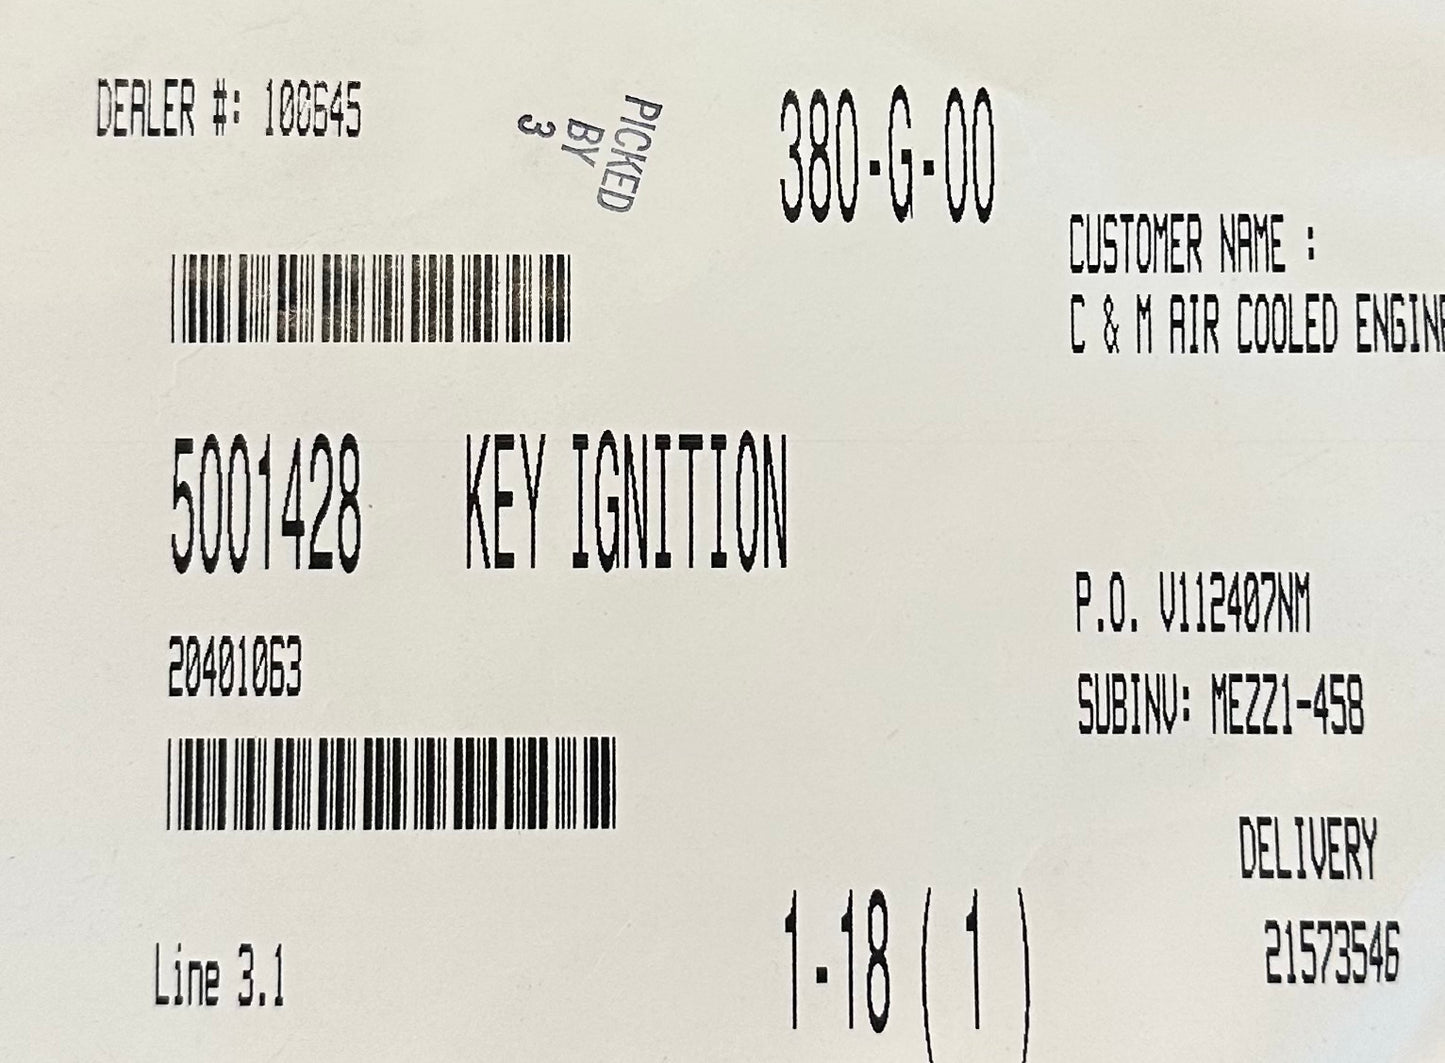 DEALER #: 100645
PICKED
BY
3
380-G-00
CUSTOMER NAME :
C & M AIR COOLED ENGINE
5001428 KEY IGNITION
P.O. V112407NM
20401063
SUBINV: MEZZ1-458
DELIVERY
21573546
Line 3.1
1-18 ( 1 )